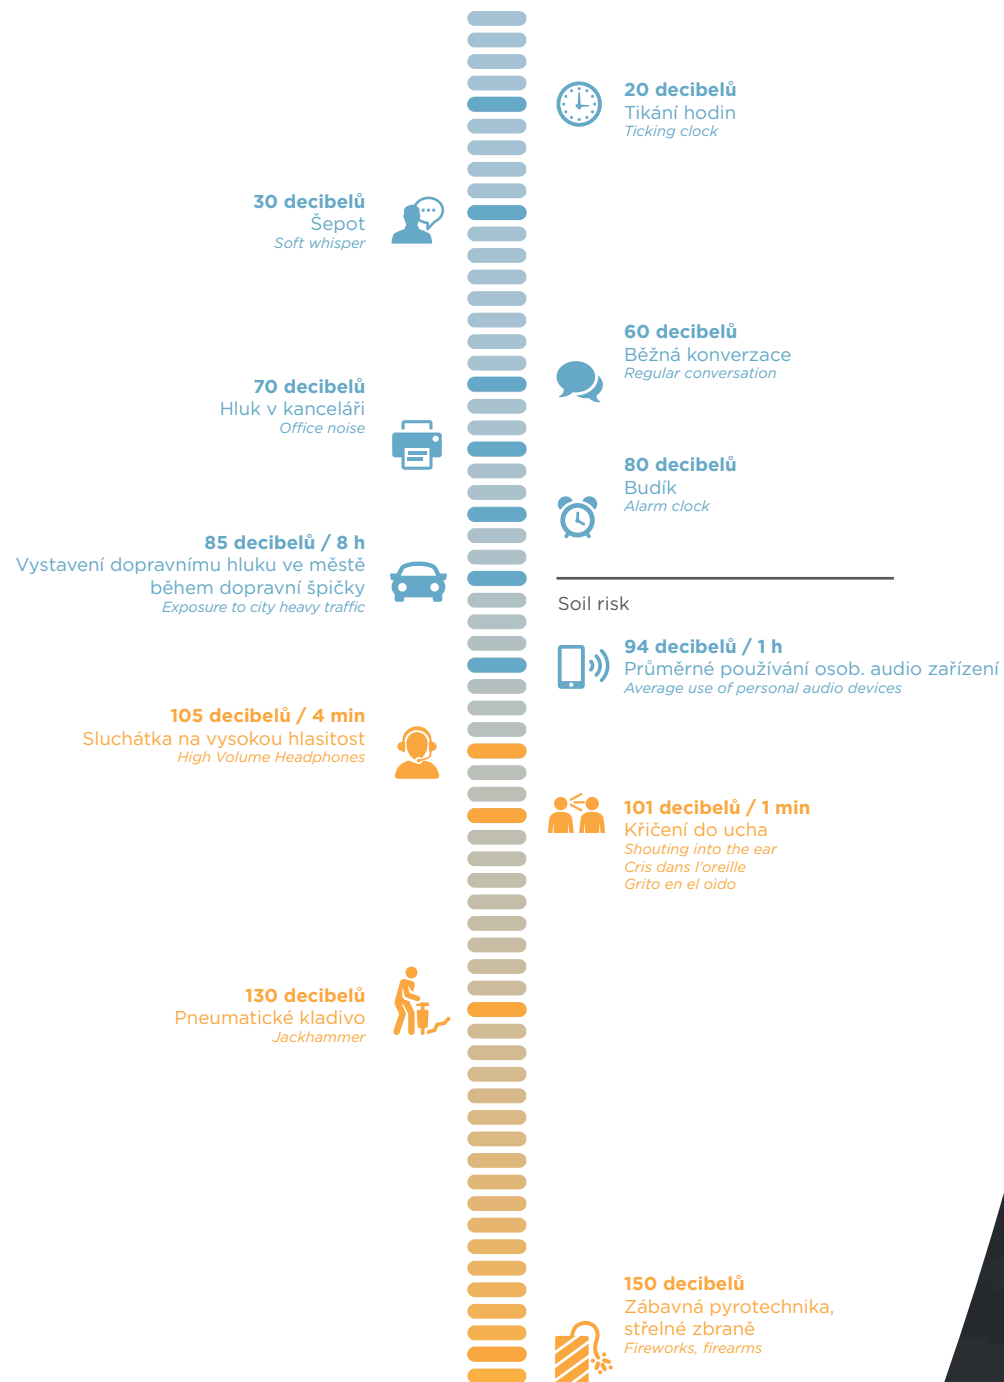 20 decibelů
Tikání hodin
Ticking clock
30 decibelů
Šepot
Soft whisper
60 decibelů
Běžná konverzace
Regular conversation
70 decibelů
Hluk v kanceláři
Office noise
80 decibelů
Budík
Alarm clock
85 decibelů / 8 h
Vystavení dopravnímu hluku ve městě
během dopravní špičky
Exposure to city heavy traffic
Soil risk
94 decibelů / 1 h
Průměrné používání osob. audio zařízení
Average use of personal audio devices
105 decibelů / 4 min
Sluchátka na vysokou hlasitost
High Volume Headphones
101 decibelů / 1 min
Křičení do ucha
Shouting into the ear
Cris dans l'oreille
Grito en el oido
130 decibelů
Pneumatické kladivo
Jackhammer
150 decibelů
Zábavná pyrotechnika,
střelné zbraně
Fireworks, firearms